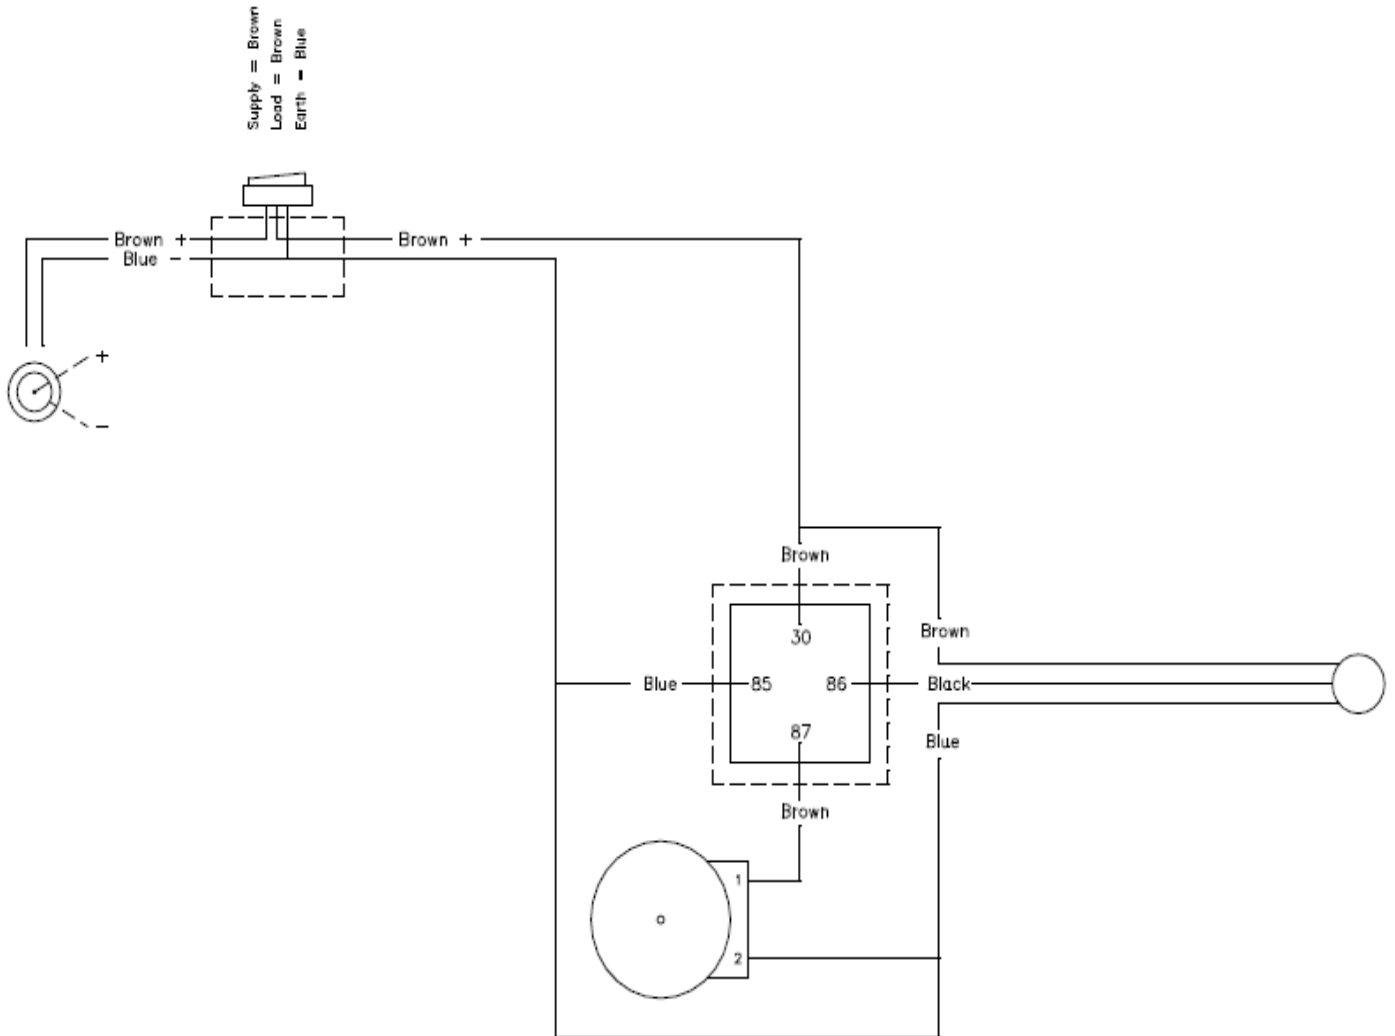 Supply = Brown
Load = Brown
Earth = Blue
Brown +
Brown +
Blue -
+
-
Brown
30
Brown
Blue
85
86
Black
87
Blue
Brown
1
2